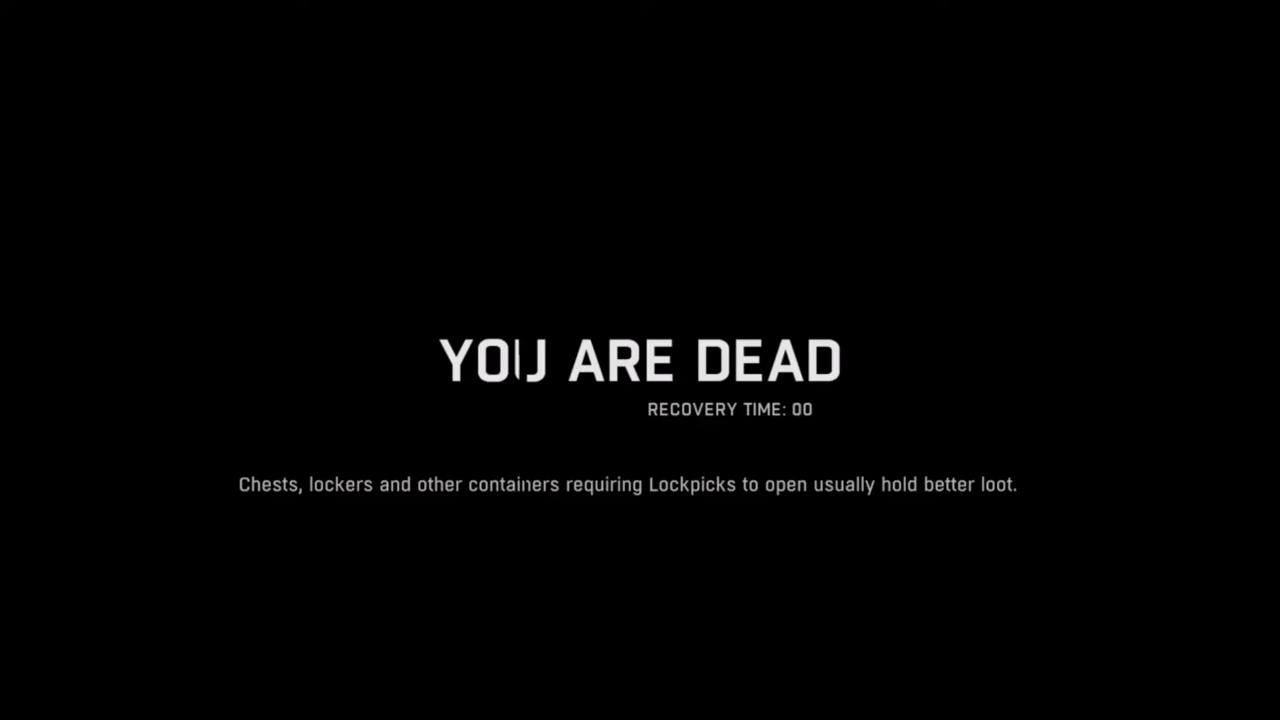 YOU ARE DEAD
RECOVERY TIME: 00
Chests, lockers and other containers requiring Lockpicks to open usually hold better loot.